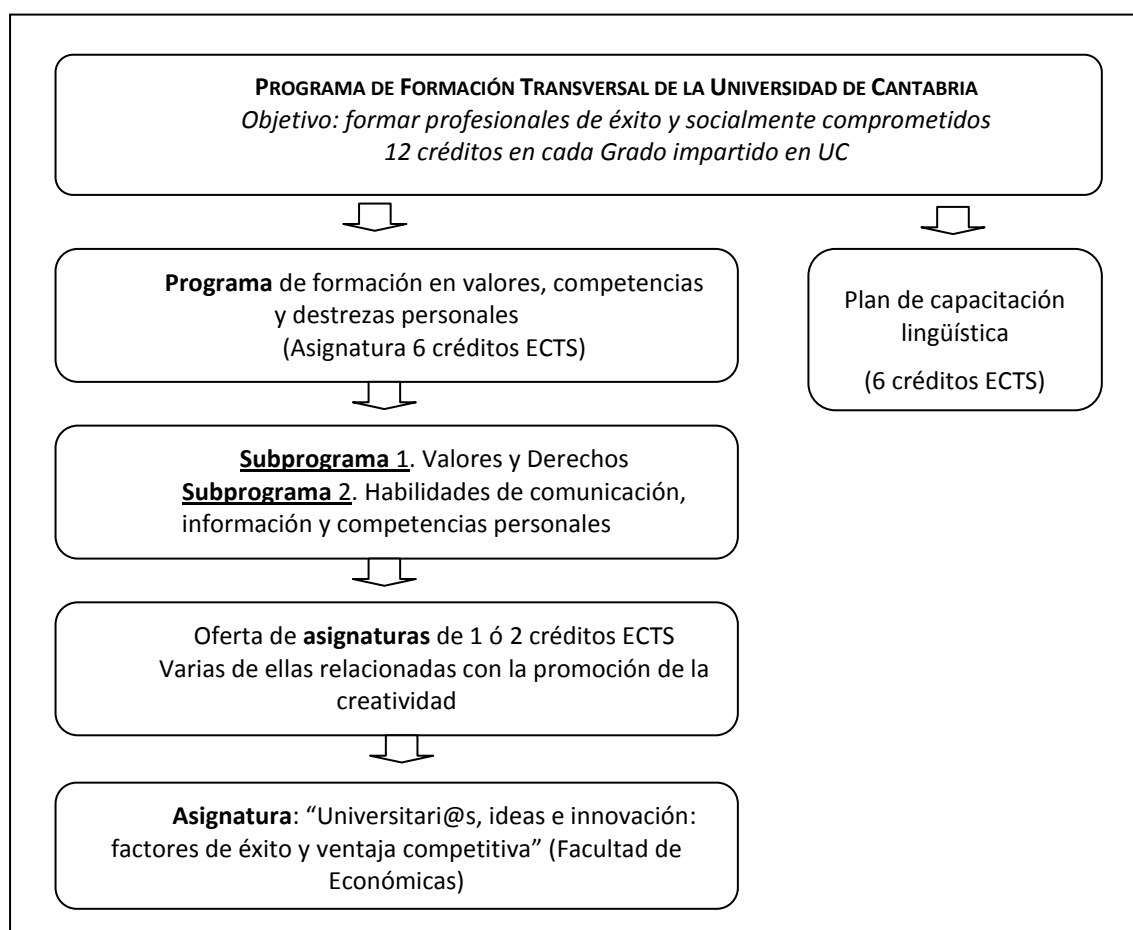 PROGRAMA DE FORMACIÓN TRANSVERSAL DE LA UNIVERSIDAD DE CANTABRIA
Objetivo: formar profesionales de éxito y socialmente comprometidos
12 créditos en cada Grado impartido en UC
Programa de formación en valores, competencias
y destrezas personales
(Asignatura 6 créditos ECTS)
Plan de capacitación
lingüística
(6 créditos ECTS)
Subprograma 1. Valores y Derechos
Subprograma 2. Habilidades de comunicación,
información y competencias personales
Oferta de asignaturas de 1 ó 2 créditos ECTS
Varias de ellas relacionadas con la promoción de la
creatividad
Asignatura: “Universitari@s, ideas e innovación:
factores de éxito y ventaja competitiva” (Facultad de
Económicas)